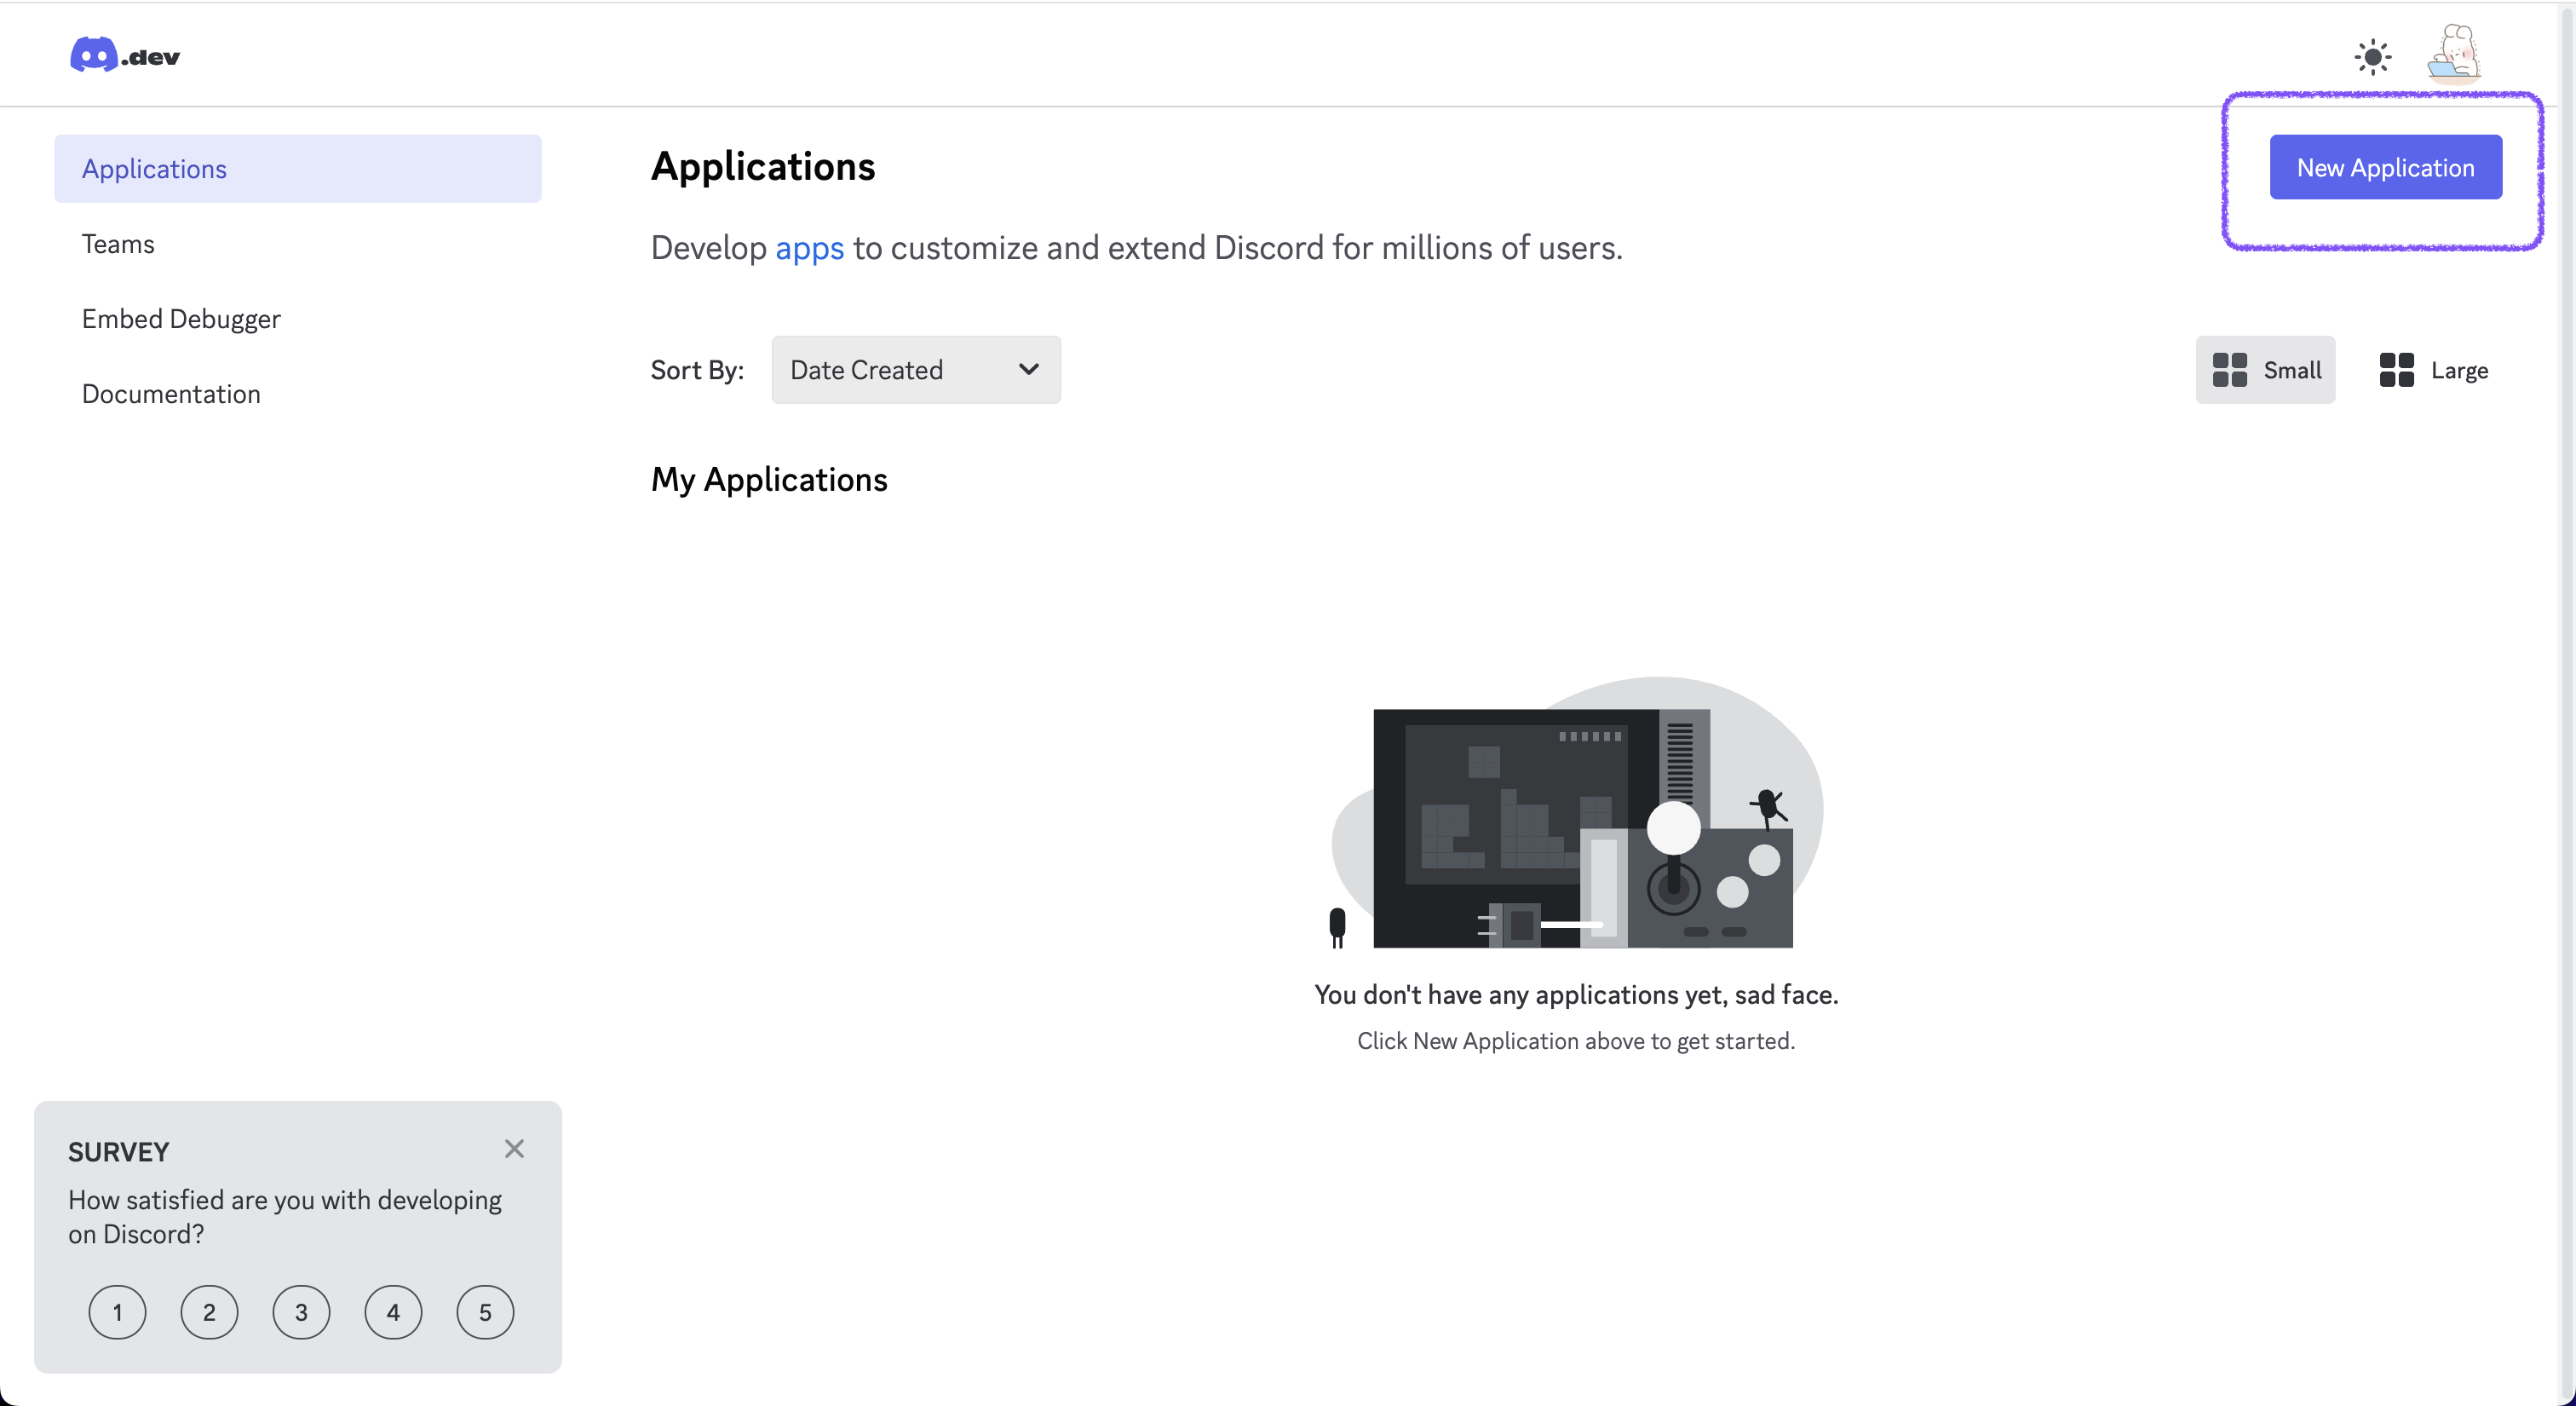 .dev
Applications
Teams
Embed Debugger
Documentation
Applications
New Application
Develop apps to customize and extend Discord for millions of users.
Sort By:
Date Created
Small
Large
My Applications
You don't have any applications yet, sad face.
Click New Application above to get started.
SURVEY
How satisfied are you with developing
on Discord?
1 2 3 4 5